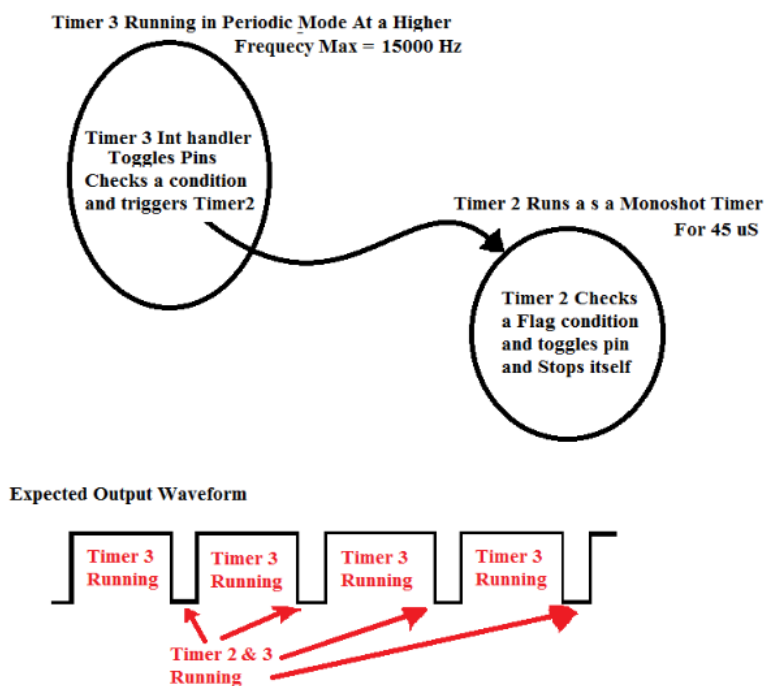 Timer 3 Running in Periodic Mode At a Higher
Frequecy Max = 15000 Hz
Timer 3 Int handler
Toggles Pins
Checks a condition
and triggers Timer2
Timer 2 Runs a s a Monoshot Timer
For 45 uS
Timer 2 Checks
a Flag condition
and toggles pin
and Stops itself
Expected Output Waveform
Timer 3
Running
Timer 3
Running
Timer 3
Running
Timer 3
Running
Timer 2 & 3
Running